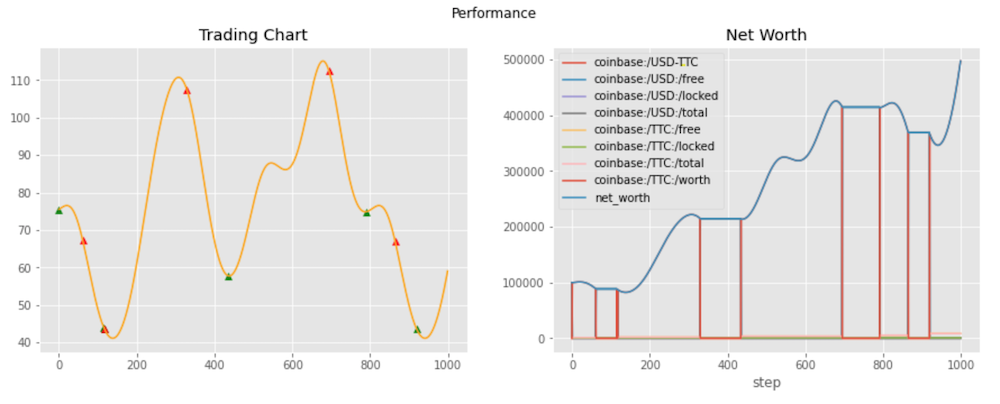 Performance
Trading Chart
110
100
90
80
70
60
50
40
0 200 400 600 800 1000
Net Worth
500000
400000
300000
200000
100000
0
coinbase:/USD-TTC
coinbase:/USD:/free
coinbase:/USD:/locked
coinbase:/USD:/total
coinbase:/TTC:/free
coinbase:/TTC:/locked
coinbase:/TTC:/total
coinbase:/TTC:/worth
net_worth
0 200 400 600 800 1000
step